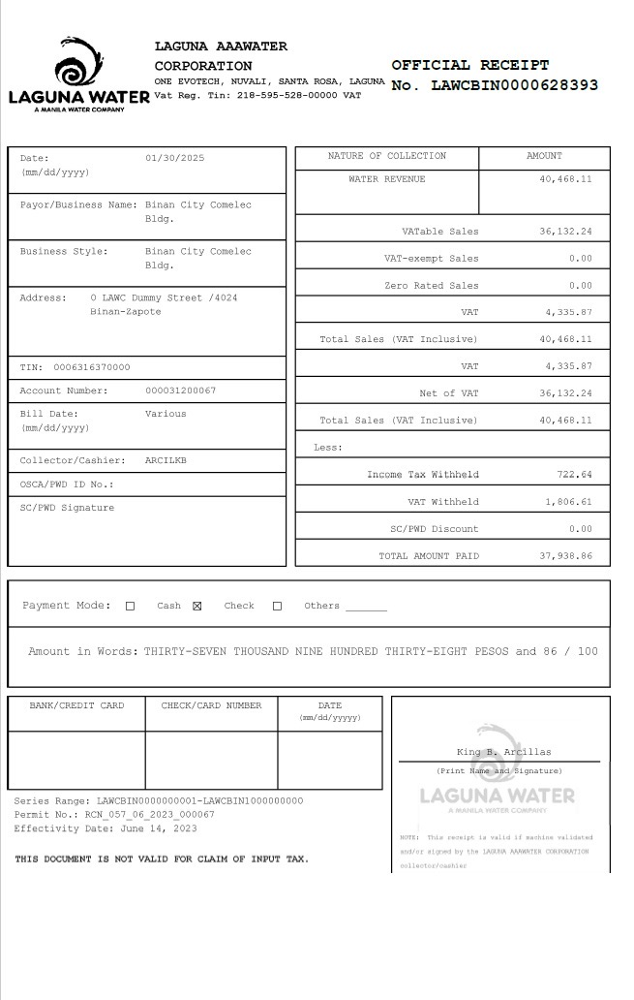 LAGUNA WATER
A MANILA WATER COMPANY
LAGUNA AAAWATER
CORPORATION
ONE EVOTECH, NUVALI, SANTA ROSA, LAGUNA
Vat Reg. Tin: 218-595-528-00000 VAT
OFFICIAL RECEIPT
No. LAWCBIN0000628393
Date: 01/30/2025
(mm/dd/yyyy)
Payor/Business Name: Binan City Comelec
Bldg.
Business Style: Binan City Comelec
Bldg.
Address: 0 LAWC Dummy Street /4024
Binan-Zapote
TIN: 0006316370000
Account Number: 000031200067
Bill Date: Various
(mm/dd/yyyy)
Collector/Cashier: ARCILKB
OSCA/PWD ID No.:
SC/PWD Signature
NATURE OF COLLECTION AMOUNT
WATER REVENUE 40,468.11
VATable Sales 36,132.24
VAT-exempt Sales 0.00
Zero Rated Sales 0.00
VAT 4,335.87
Total Sales (VAT Inclusive) 40,468.11
VAT 4,335.87
Net of VAT 36,132.24
Total Sales (VAT Inclusive) 40,468.11
Less:
Income Tax Withheld 722.64
VAT Withheld 1,806.61
SC/PWD Discount 0.00
TOTAL AMOUNT PAID 37,938.86
Payment Mode: ☐ Cash ☒ Check ☐ Others _______
Amount in Words: THIRTY-SEVEN THOUSAND NINE HUNDRED THIRTY-EIGHT PESOS and 86 / 100
BANK/CREDIT CARD CHECK/CARD NUMBER DATE
(mm/dd/yyyyy)
Series Range: LAWCBIN0000000001-LAWCBIN1000000000
Permit No.: RCN_057_06_2023_000067
Effectivity Date: June 14, 2023
THIS DOCUMENT IS NOT VALID FOR CLAIM OF INPUT TAX.
King B. Arcillas
(Print Name and Signature)
LAGUNA WATER
A MANILA WATER COMPANY
NOTE: This receipt is valid if machine validated
and/or signed by the LAGUNA AAAWATER CORPORATION
collector/cashier